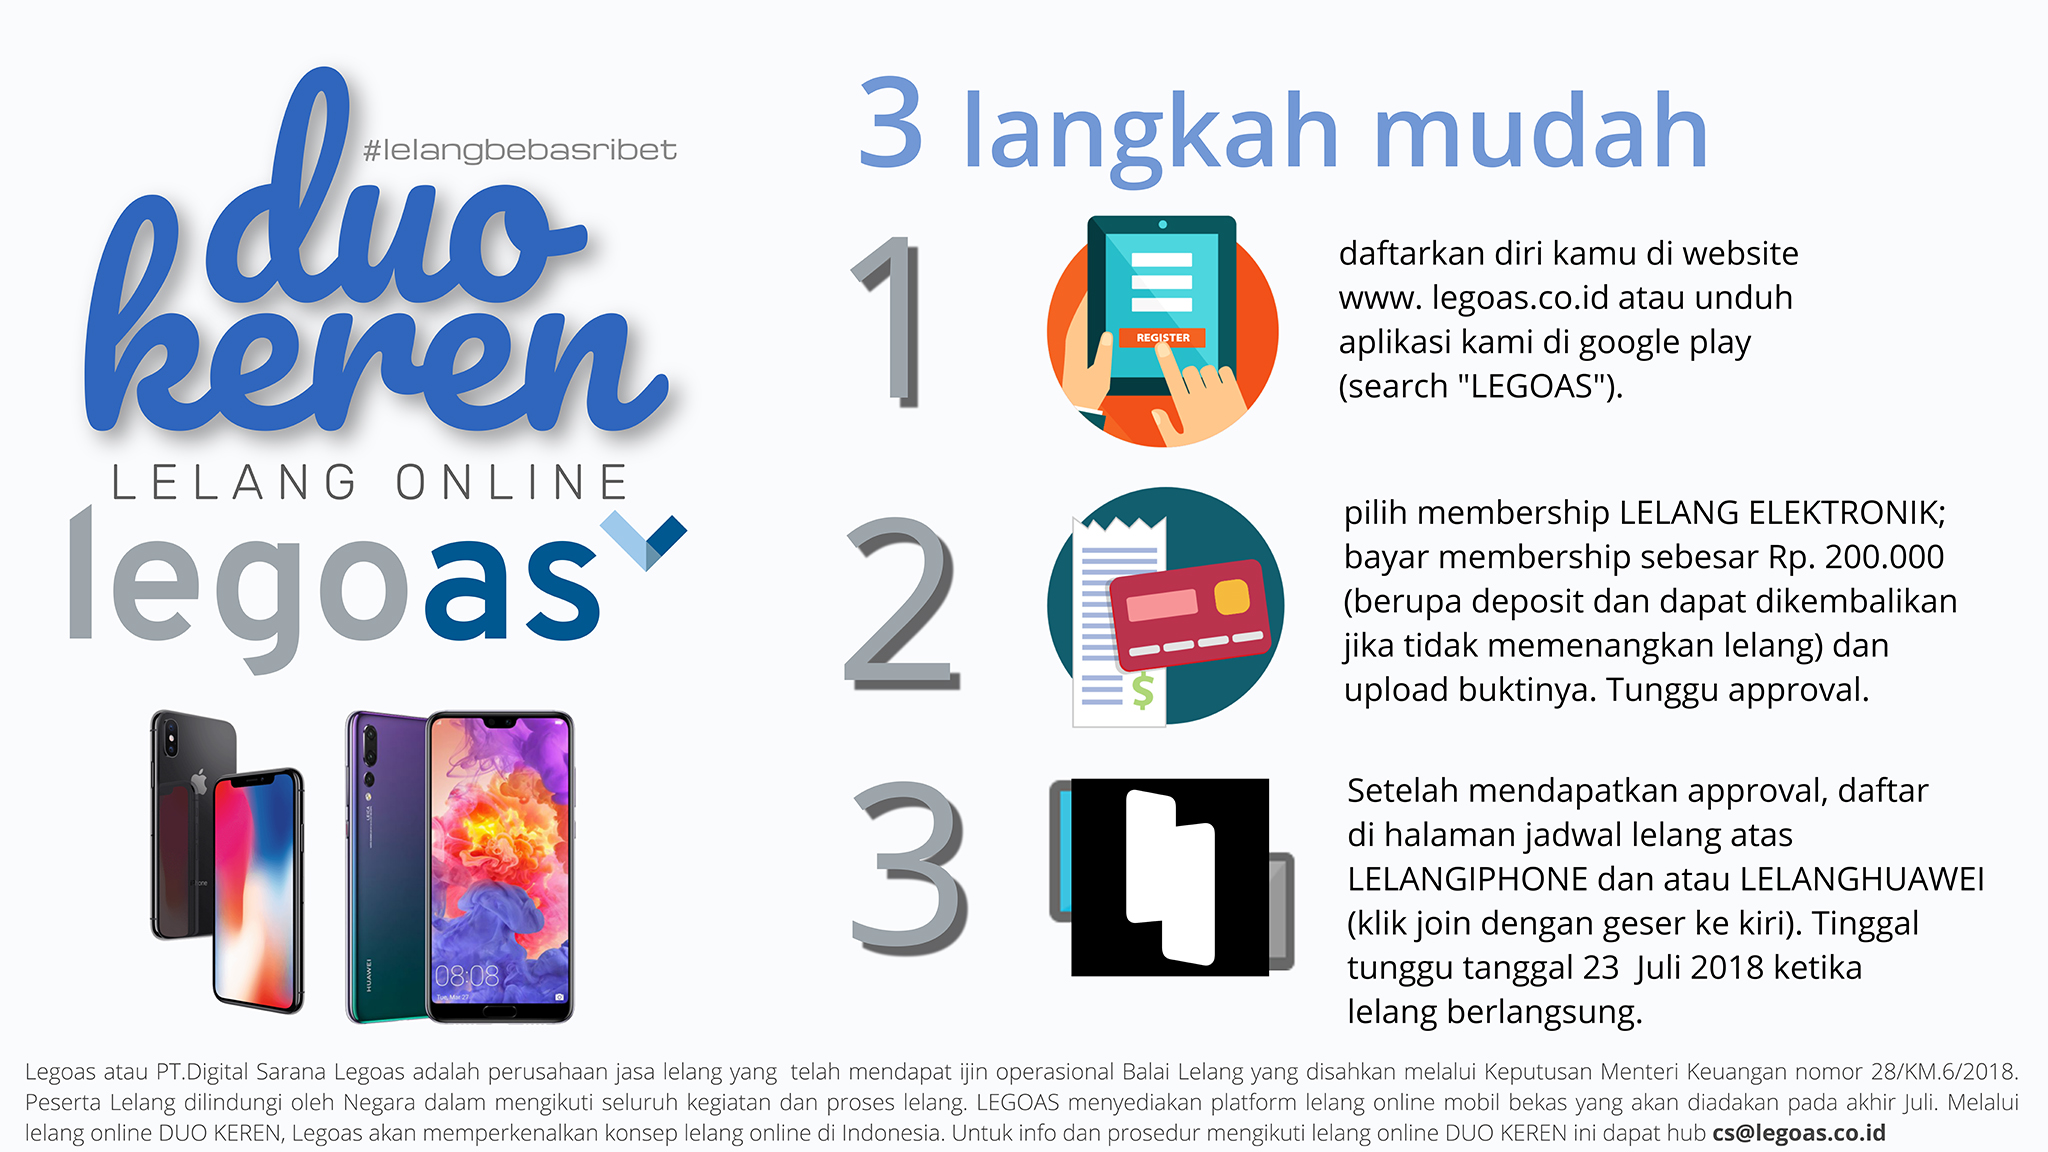 #lelangbebasribet
duo
keren
LELANG ONLINE
legoas
3 langkah mudah
1
REGISTER
daftarkan diri kamu di website
www. legoas.co.id atau unduh
aplikasi kami di google play
(search "LEGOAS").
2
$
pilih membership LELANG ELEKTRONIK;
bayar membership sebesar Rp. 200.000
(berupa deposit dan dapat dikembalikan
jika tidak memenangkan lelang) dan
upload buktinya. Tunggu approval.
3
Setelah mendapatkan approval, daftar
di halaman jadwal lelang atas
LELANGIPHONE dan atau LELANGHUAWEI
(klik join dengan geser ke kiri). Tinggal
tunggu tanggal 23 Juli 2018 ketika
lelang berlangsung.
HUAWEI
08:08
Tue, Mar 27
Legoas atau PT.Digital Sarana Legoas adalah perusahaan jasa lelang yang telah mendapat ijin operasional Balai Lelang yang disahkan melalui Keputusan Menteri Keuangan nomor 28/KM.6/2018.
Peserta Lelang dilindungi oleh Negara dalam mengikuti seluruh kegiatan dan proses lelang. LEGOAS menyediakan platform lelang online mobil bekas yang akan diadakan pada akhir Juli. Melalui
lelang online DUO KEREN, Legoas akan memperkenalkan konsep lelang online di Indonesia. Untuk info dan prosedur mengikuti lelang online DUO KEREN ini dapat hub cs@legoas.co.id